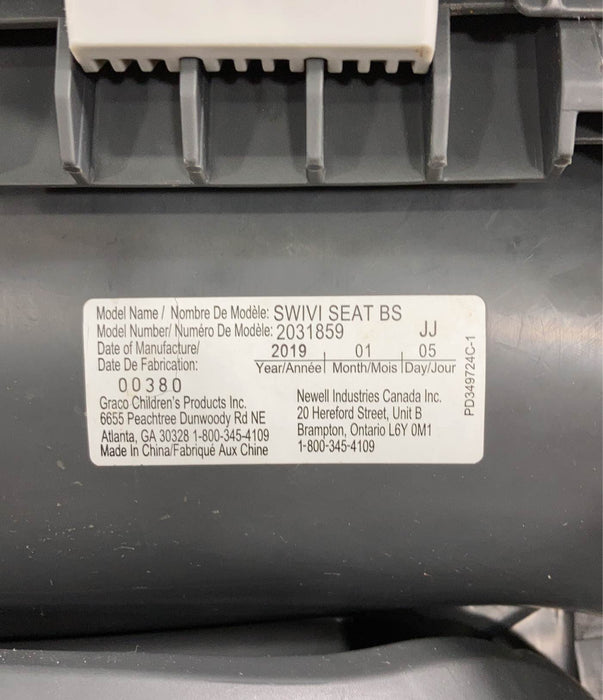 Model Name / Nombre De Modèle: SWIVI SEAT BS
Model Number/ Numéro De Modèle: 2031859 JJ
Date of Manufacture/ 2019 01 05
Date De Fabrication: Year/Année Month/Mois Day/Jour
00380
Graco Children's Products Inc.
6655 Peachtree Dunwoody Rd NE
Atlanta, GA 30328 1-800-345-4109
Made In China/Fabriqué Aux Chine
Newell Industries Canada Inc.
20 Hereford Street, Unit B
Brampton, Ontario L6Y 0M1
1-800-345-4109
PD349724C-1